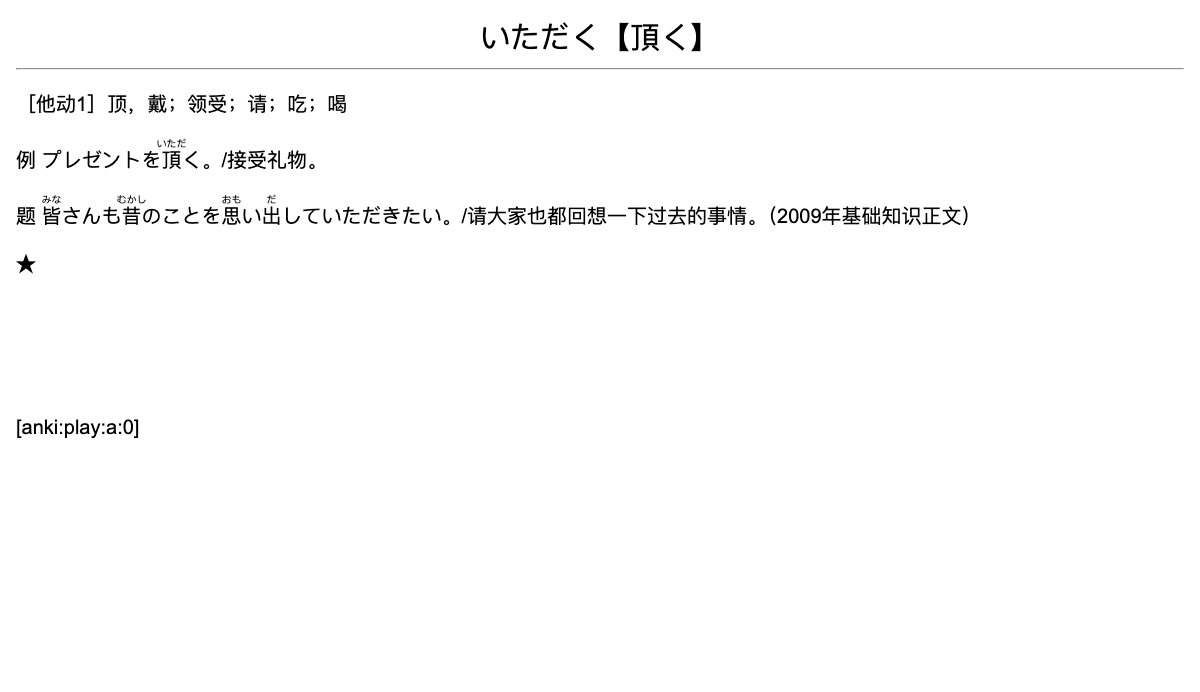 いただく【頂く】
［他动1］顶，戴；领受；请；吃；喝
いただ
例 プレゼントを頂く。/接受礼物。
みな むかし おも だ
题 皆さんも昔のことを思い出していただきたい。/请大家也都回想一下过去的事情。（2009年基础知识正文）
★
[anki:play:a:0]